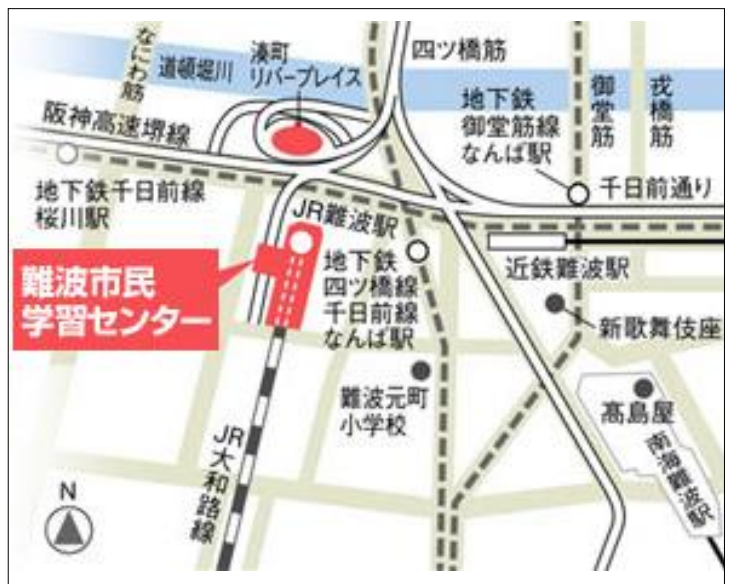 なにわ筋
道頓堀川
湊町
リバープレイス
四ツ橋筋
地下鉄
御堂筋線
なんば駅
御堂筋
戎橋筋
阪神高速堺線
千日前通り
地下鉄千日前線
桜川駅
JR難波駅
近鉄難波駅
難波市民
学習センター
地下鉄
四ツ橋線
千日前線
なんば駅
新歌舞伎座
難波元町
小学校
髙島屋
南海難波駅
JR大和路線
N